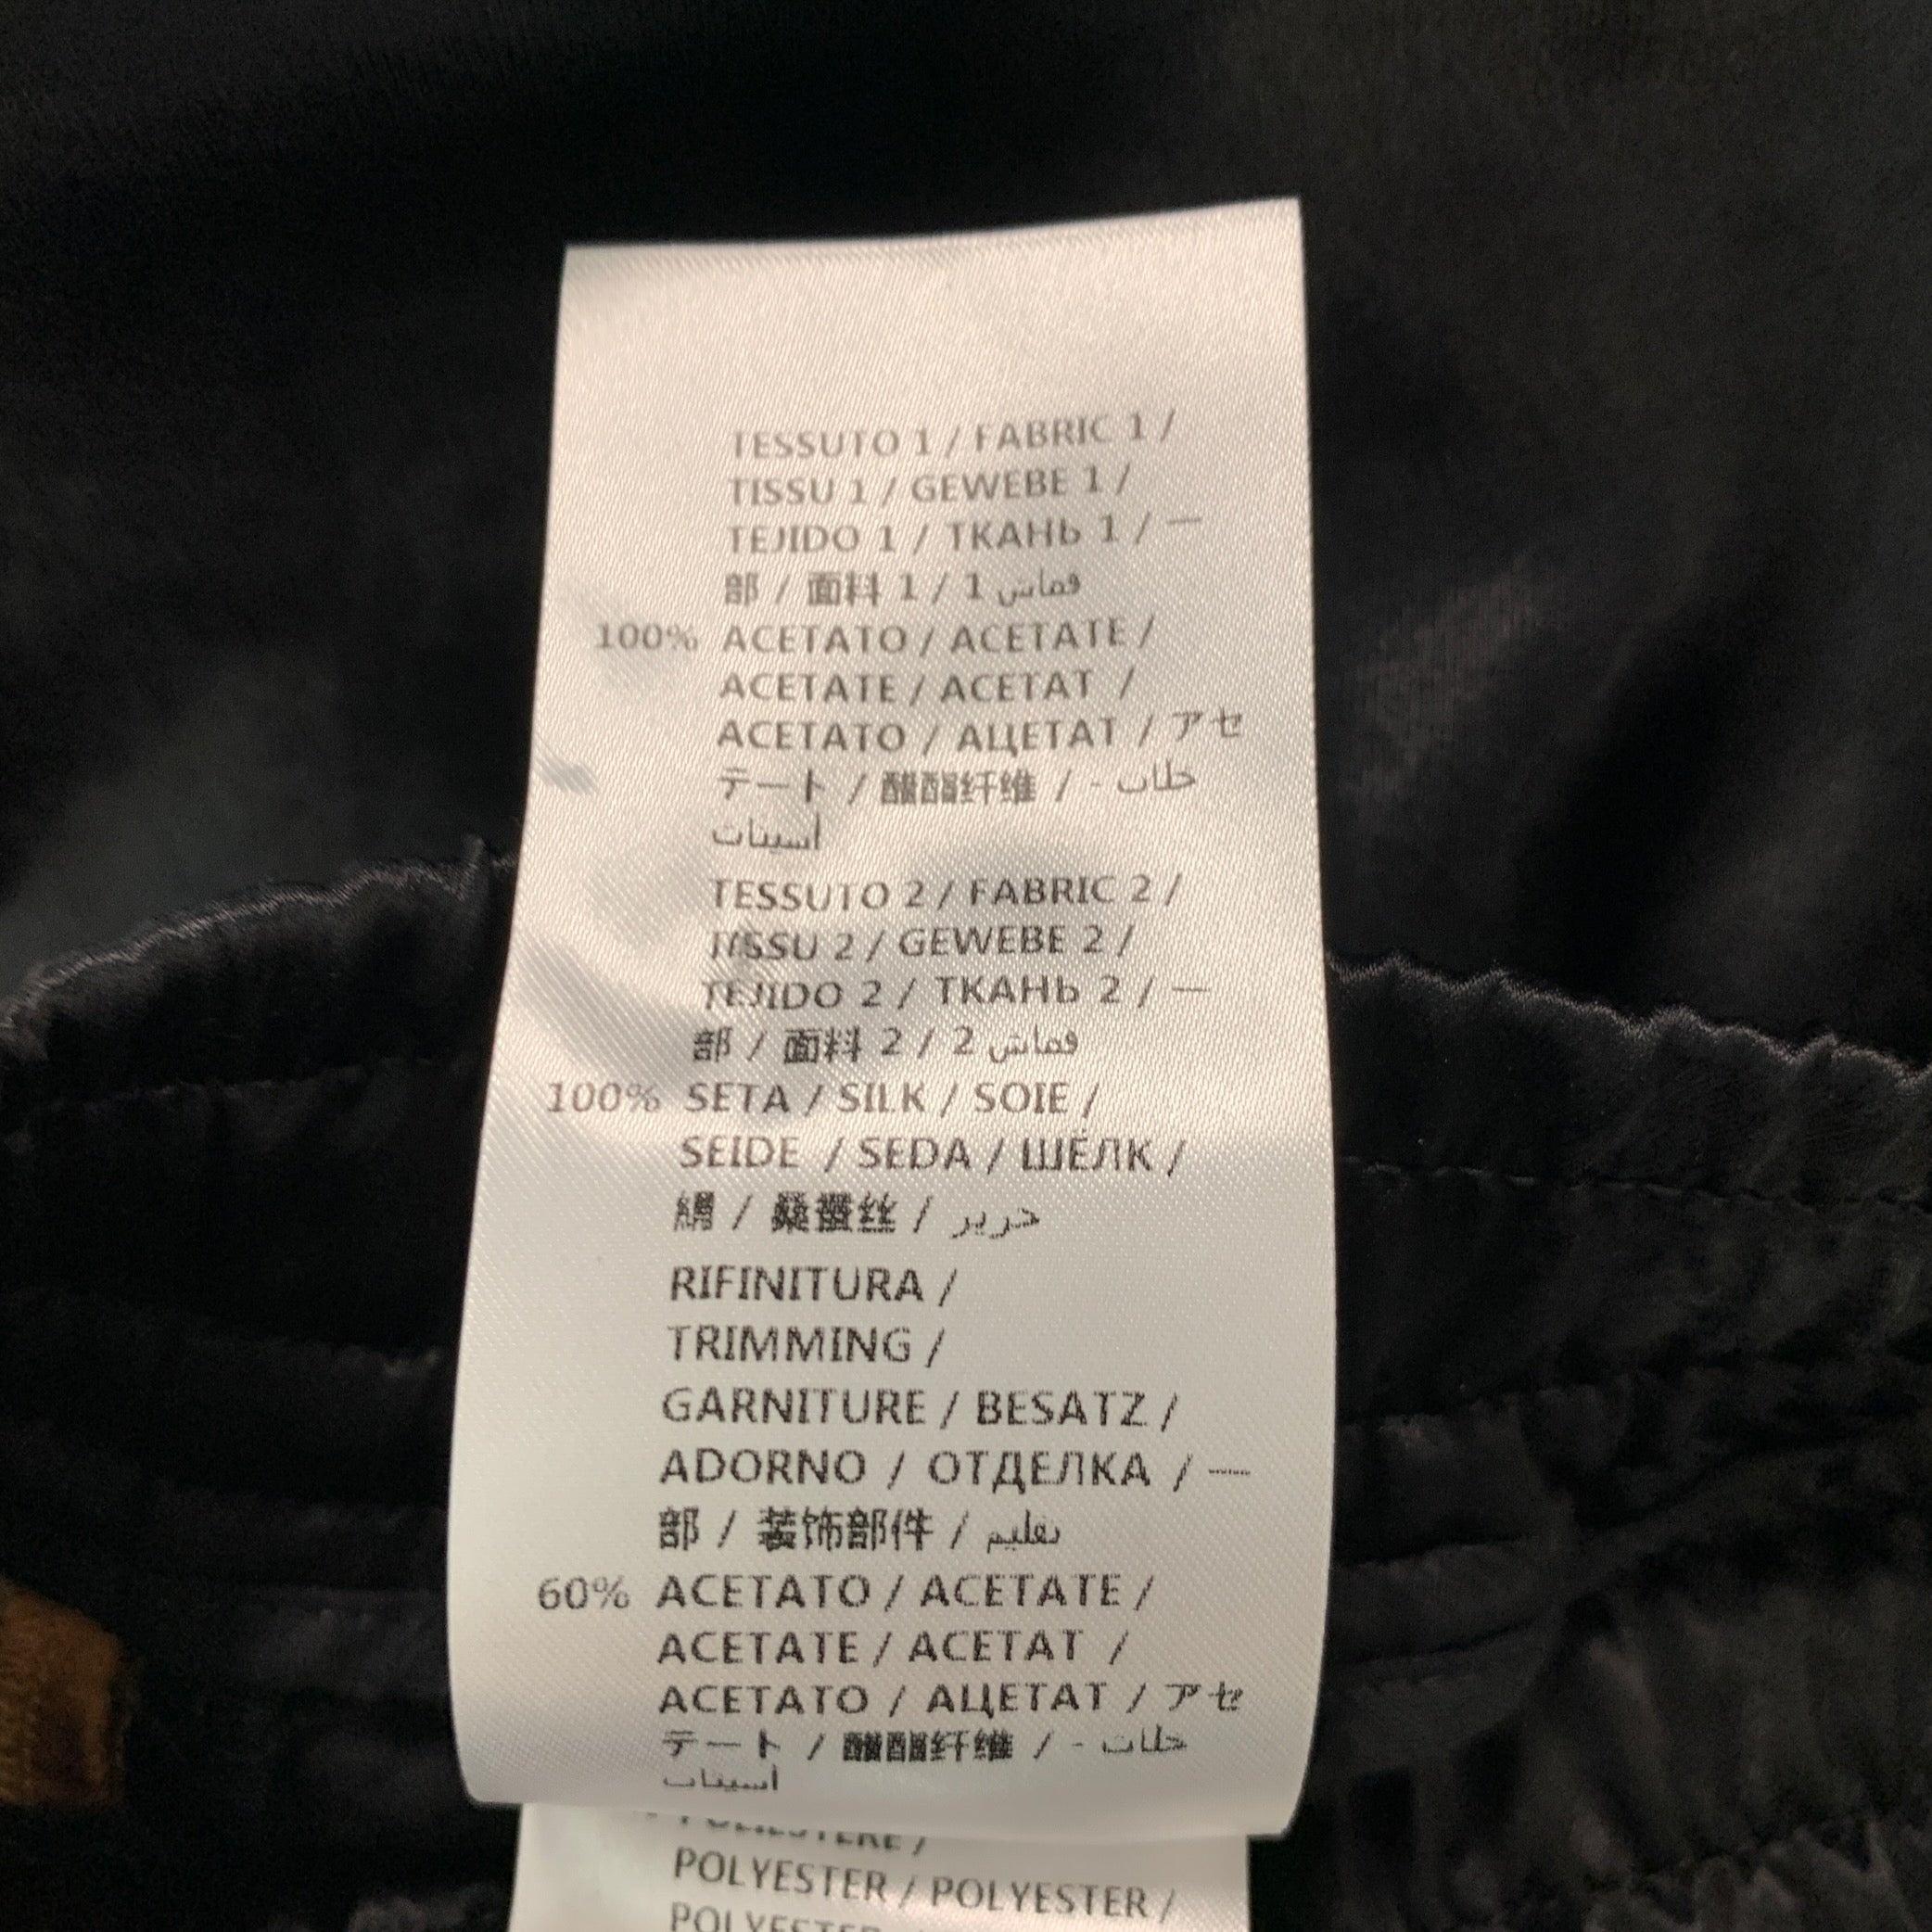 TESSUTO 1 / FABRIC 1 /
TISSU 1 / GEWEBE 1 /
TEJIDO 1 / ТКАНЬ 1 / 一
部 / 面料 1 / 1 قماش
100% ACETATO / ACETATE /
ACETATE / ACETAT /
ACETATO / АЦЕТАТ / アセ
テート / 醋酯纤维 / - خلات
أسيتات
TESSUTO 2 / FABRIC 2 /
TISSU 2 / GEWEBE 2 /
TEJIDO 2 / ТКАНЬ 2 / 一
部 / 面料 2 / 2 قماش
100% SETA / SILK / SOIE /
SEIDE / SEDA / ШЁЛК /
絹 / 桑蚕丝 / حرير
RIFINITURA /
TRIMMING /
GARNITURE / BESATZ /
ADORNO / ОТДЕЛКА / 一
部 / 装饰部件 / تقليم
60% ACETATO / ACETATE /
ACETATE / ACETAT /
ACETATO / АЦЕТАТ / アセ
テート / 醋酯纤维 / - خلات
أسيتات
POLIESTERE /
POLYESTER / POLYESTER /
POLYESTER